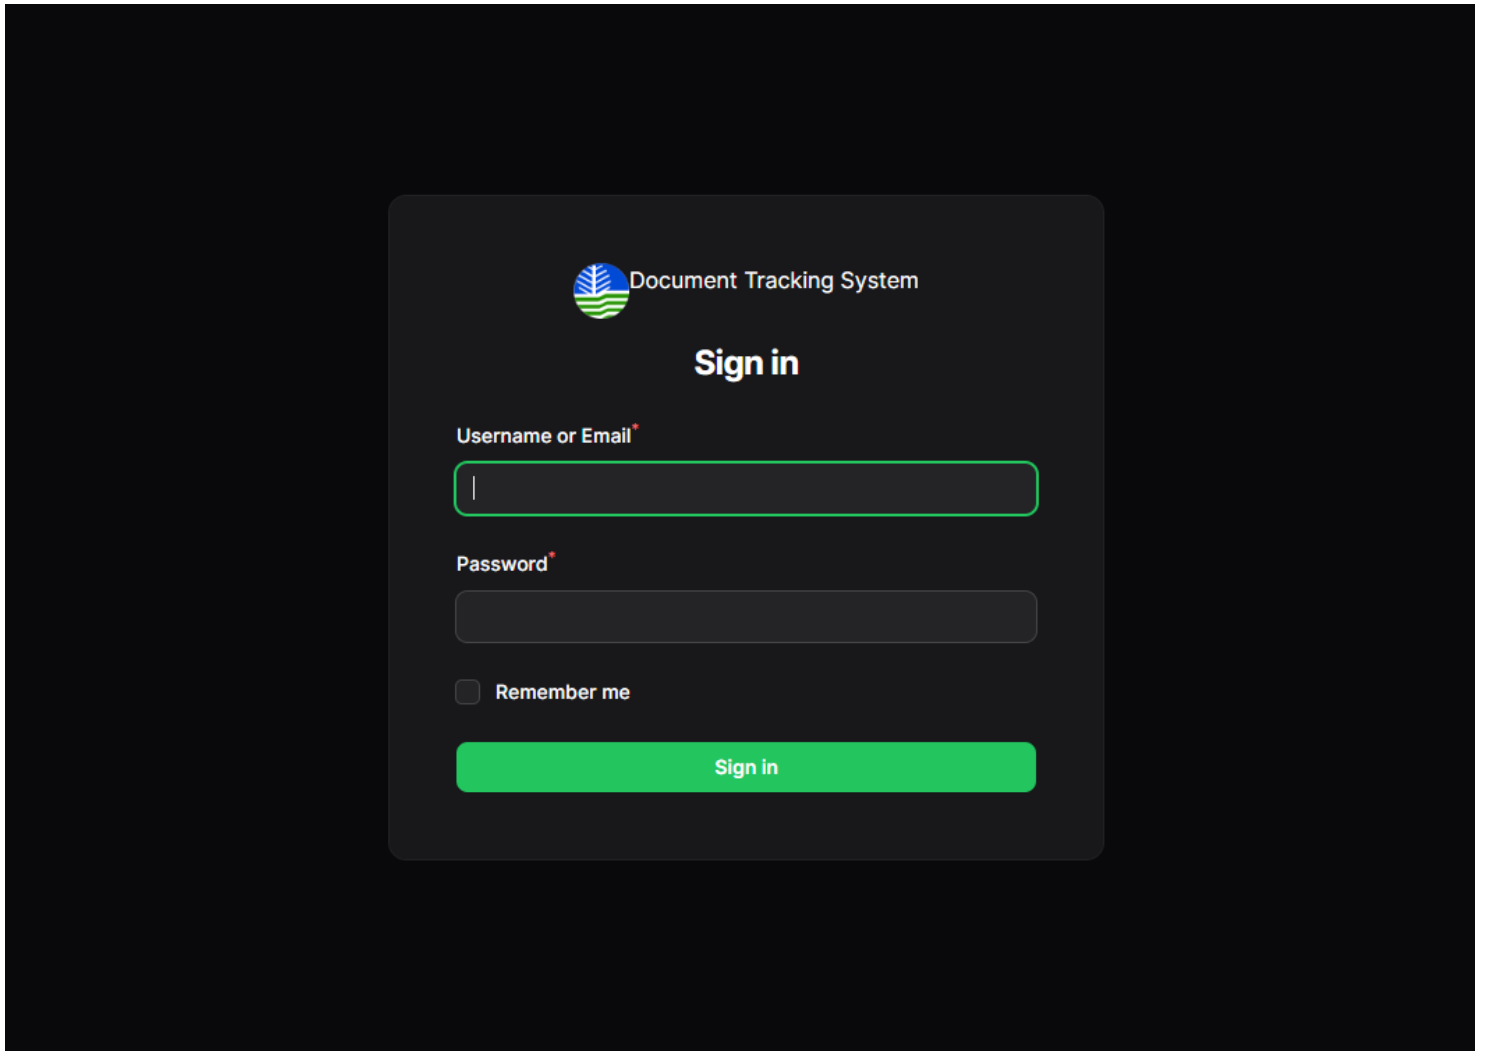 Document Tracking System
Sign in
Username or Email*
Password*
Remember me
Sign in